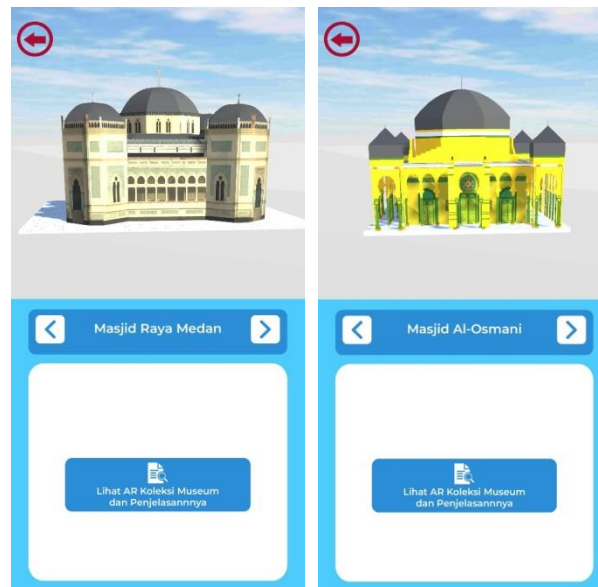 Masjid Raya Medan
Lihat AR Koleksi Museum
dan Penjelasannnya
Masjid Al-Osmani
Lihat AR Koleksi Museum
dan Penjelasannnya